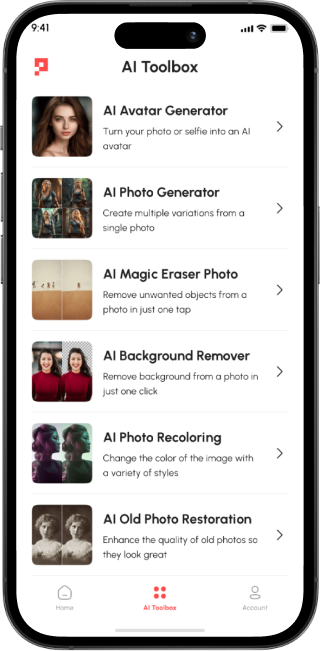 9:41
AI Toolbox
AI Avatar Generator
Turn your photo or selfie into an AI
avatar
AI Photo Generator
Create multiple variations from a
single photo
AI Magic Eraser Photo
Remove unwanted objects from a
photo in just one tap
AI Background Remover
Remove background from a photo in
just one click
AI Photo Recoloring
Change the color of the image with
a variety of styles
AI Old Photo Restoration
Enhance the quality of old photos so
they look great
Home
AI Toolbox
Account